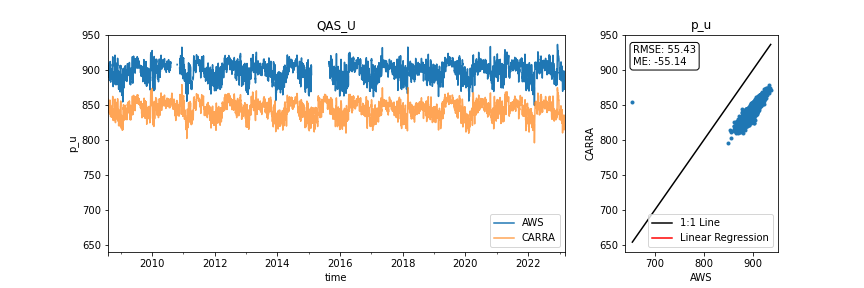 QAS_U
p_u
950
900
850
800
750
700
650
p_u
2010
2012
2014
2016
2018
2020
2022
time
AWS
CARRA
950
900
850
800
750
700
650
CARRA
RMSE: 55.43
ME: -55.14
1:1 Line
Linear Regression
700
800
900
AWS